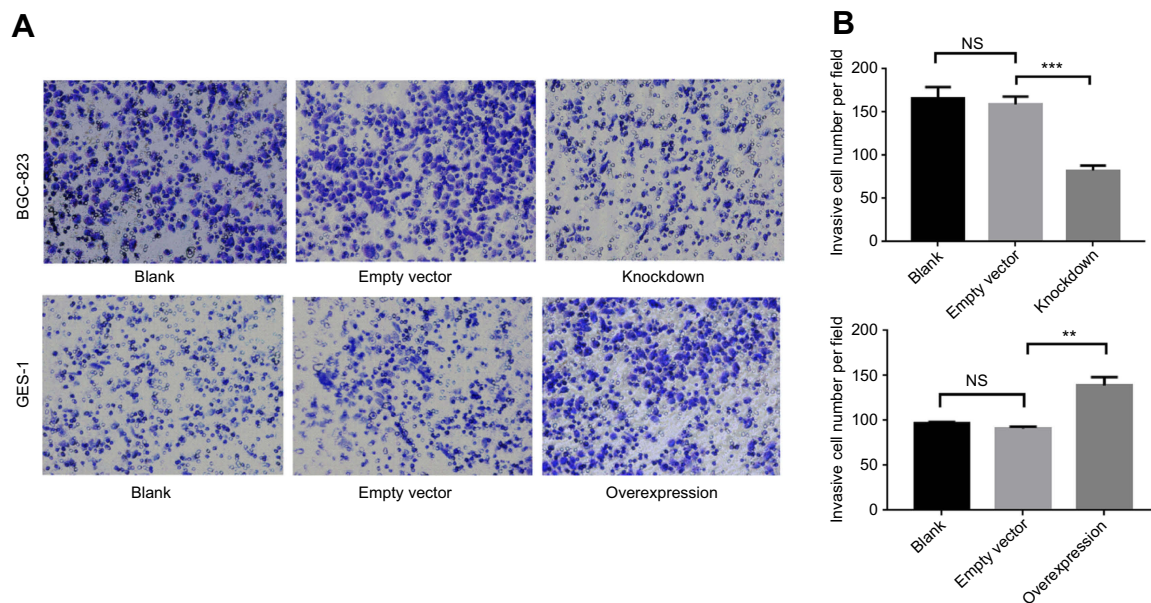 A
BGC-823
Blank
Empty vector
Knockdown
GES-1
Blank
Empty vector
Overexpression
B
Invasive cell number per field
200
150
100
50
0
NS
***
Blank
Empty vector
Knockdown
Invasive cell number per field
200
150
100
50
0
NS
**
Blank
Empty vector
Overexpression